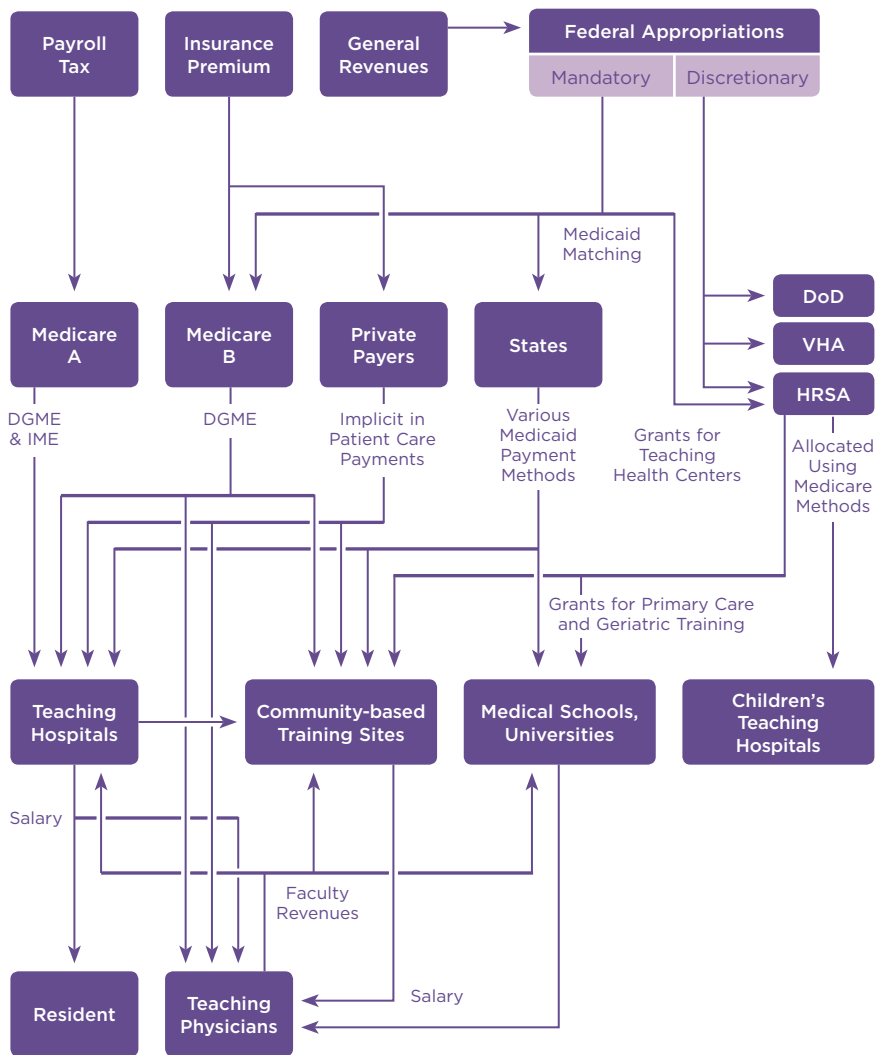 Payroll
Tax
Insurance
Premium
General
Revenues
Federal Appropriations
Mandatory
Discretionary
Medicaid
Matching
DoD
VHA
HRSA
Medicare
A
Medicare
B
Private
Payers
States
DGME
& IME
DGME
Implicit in
Patient Care
Payments
Various
Medicaid
Payment
Methods
Grants for
Teaching
Health Centers
Allocated
Using
Medicare
Methods
Grants for Primary Care
and Geriatric Training
Teaching
Hospitals
Community-based
Training Sites
Medical Schools,
Universities
Children’s
Teaching
Hospitals
Salary
Faculty
Revenues
Resident
Teaching
Physicians
Salary